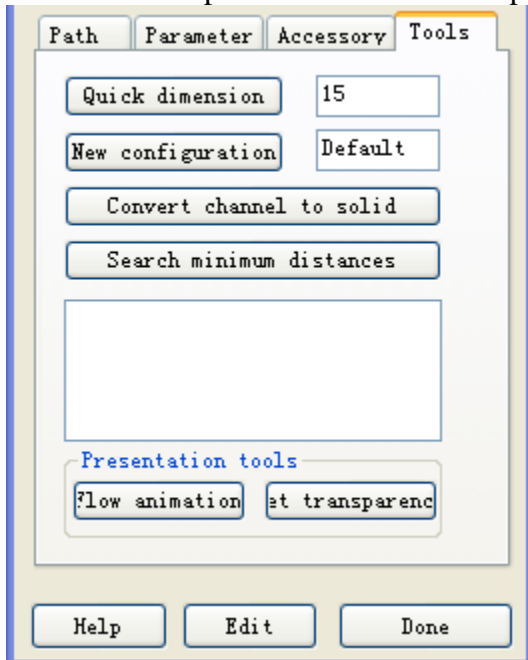 Path Parameter Accessory Tools
Quick dimension 15
New configuration Default
Convert channel to solid
Search minimum distances
Presentation tools
Flow animation et transparenc
Help Edit Done